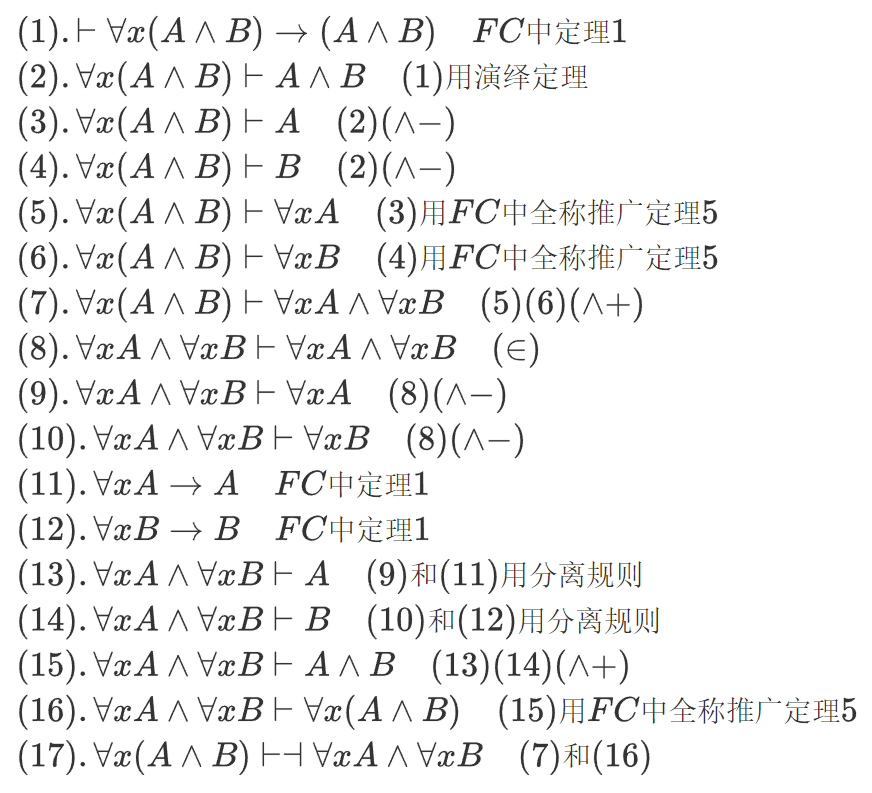 (1).⊢ ∀x(A ∧ B) → (A ∧ B) FC中定理1
(2).∀x(A ∧ B) ⊢ A ∧ B (1)用演绎定理
(3).∀x(A ∧ B) ⊢ A (2)(∧−)
(4).∀x(A ∧ B) ⊢ B (2)(∧−)
(5).∀x(A ∧ B) ⊢ ∀xA (3)用FC中全称推广定理5
(6).∀x(A ∧ B) ⊢ ∀xB (4)用FC中全称推广定理5
(7).∀x(A ∧ B) ⊢ ∀xA ∧ ∀xB (5)(6)(∧+)
(8).∀xA ∧ ∀xB ⊢ ∀xA ∧ ∀xB (∈)
(9).∀xA ∧ ∀xB ⊢ ∀xA (8)(∧−)
(10).∀xA ∧ ∀xB ⊢ ∀xB (8)(∧−)
(11).∀xA → A FC中定理1
(12).∀xB → B FC中定理1
(13).∀xA ∧ ∀xB ⊢ A (9)和(11)用分离规则
(14).∀xA ∧ ∀xB ⊢ B (10)和(12)用分离规则
(15).∀xA ∧ ∀xB ⊢ A ∧ B (13)(14)(∧+)
(16).∀xA ∧ ∀xB ⊢ ∀x(A ∧ B) (15)用FC中全称推广定理5
(17).∀x(A ∧ B) ⊢⊣ ∀xA ∧ ∀xB (7)和(16)